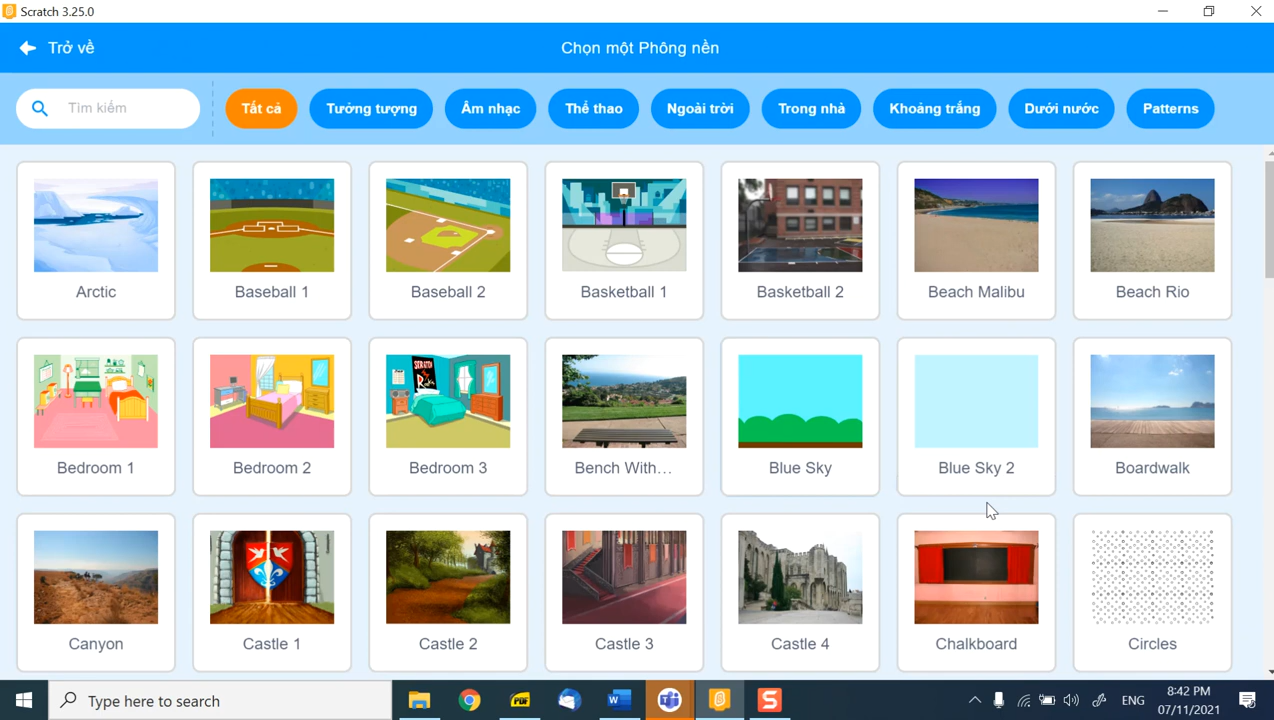 Scratch 3.25.0
Trở về
Chọn một Phông nền
Tìm kiếm
Tất cả
Tưởng tượng
Âm nhạc
Thể thao
Ngoài trời
Trong nhà
Khoảng trắng
Dưới nước
Patterns
Arctic
Baseball 1
Baseball 2
Basketball 1
Basketball 2
Beach Malibu
Beach Rio
Bedroom 1
Bedroom 2
Bedroom 3
Bench With...
Blue Sky
Blue Sky 2
Boardwalk
Canyon
Castle 1
Castle 2
Castle 3
Castle 4
Chalkboard
Circles
Type here to search
ENG
8:42 PM
07/11/2021